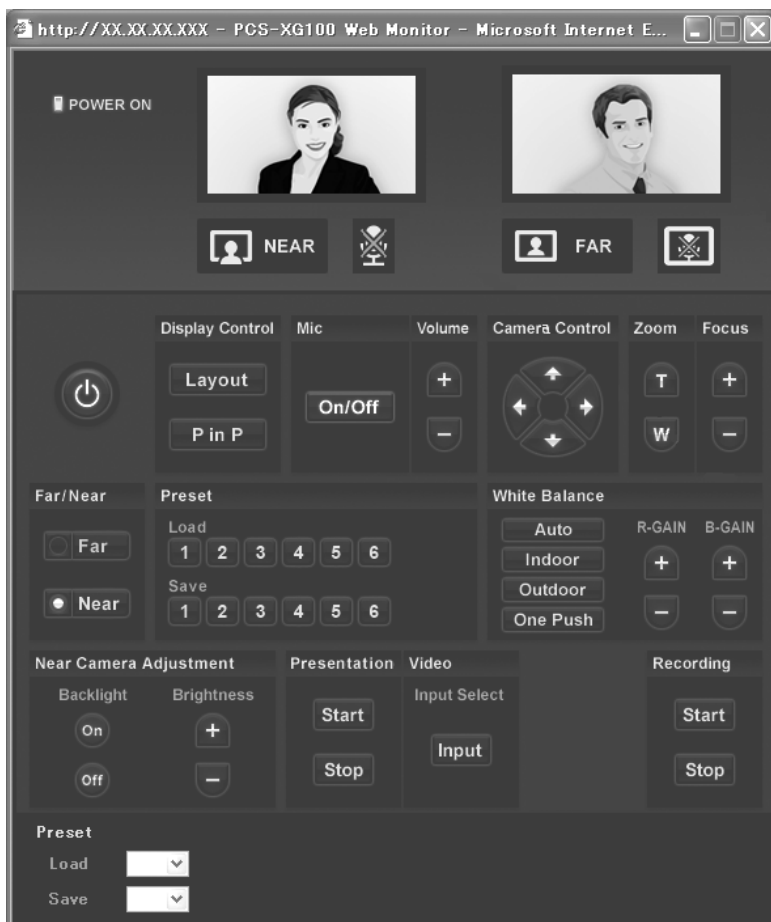 http://XX.XX.XX.XXX - PCS-XG100 Web Monitor - Microsoft Internet E...
POWER ON
NEAR FAR
Display Control Mic Volume Camera Control Zoom Focus
Layout + T +
On/Off
P in P - W -
Far/Near Preset White Balance
Load Auto R-GAIN B-GAIN
Far 1 2 3 4 5 6 Indoor + +
Save Outdoor
Near 1 2 3 4 5 6 One Push - -
Near Camera Adjustment Presentation Video Recording
Backlight Brightness Input Select
On + Start Start
Input
Off - Stop Stop
Preset
Load
Save